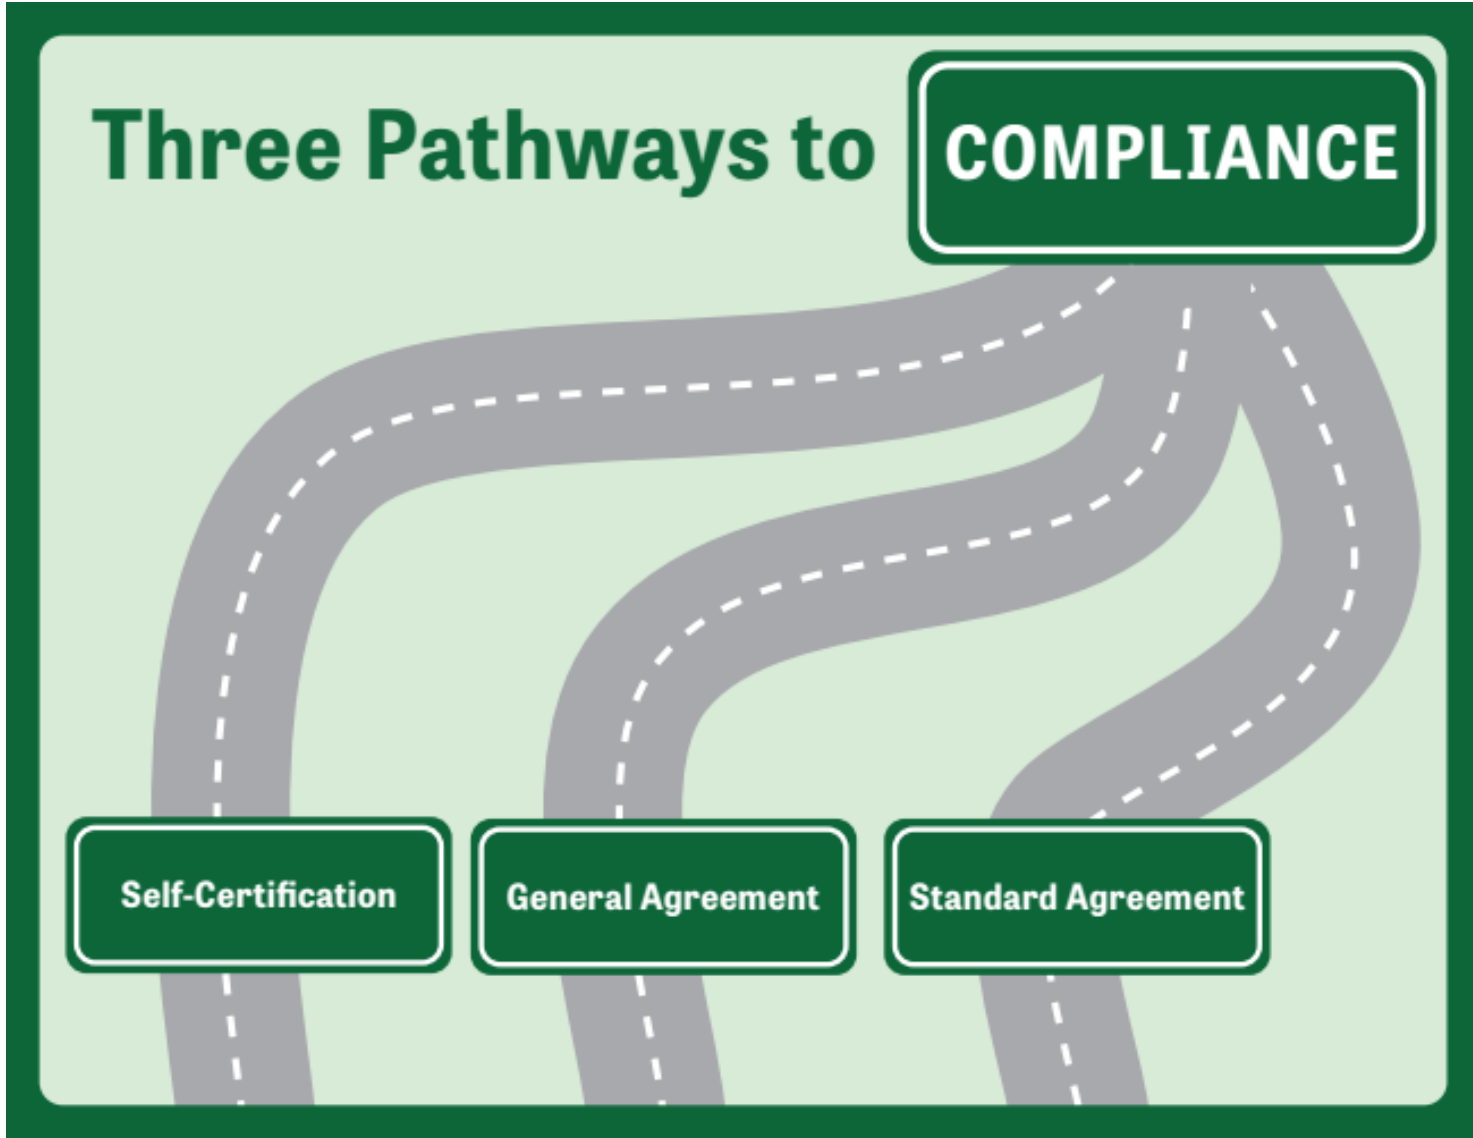 Three Pathways to COMPLIANCE
Self-Certification
General Agreement
Standard Agreement